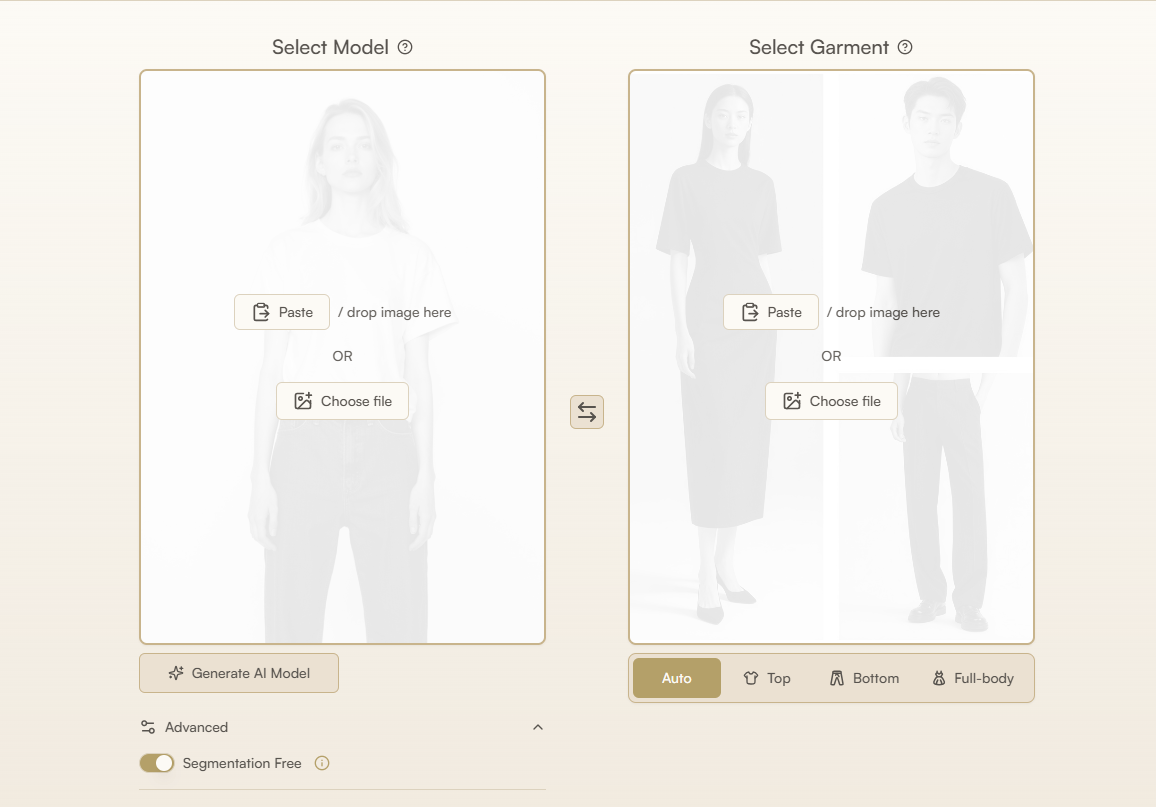 Select Model
Paste / drop image here
OR
Choose file
Generate AI Model
Advanced
Segmentation Free
Select Garment
Paste / drop image here
OR
Choose file
Auto Top Bottom Full-body